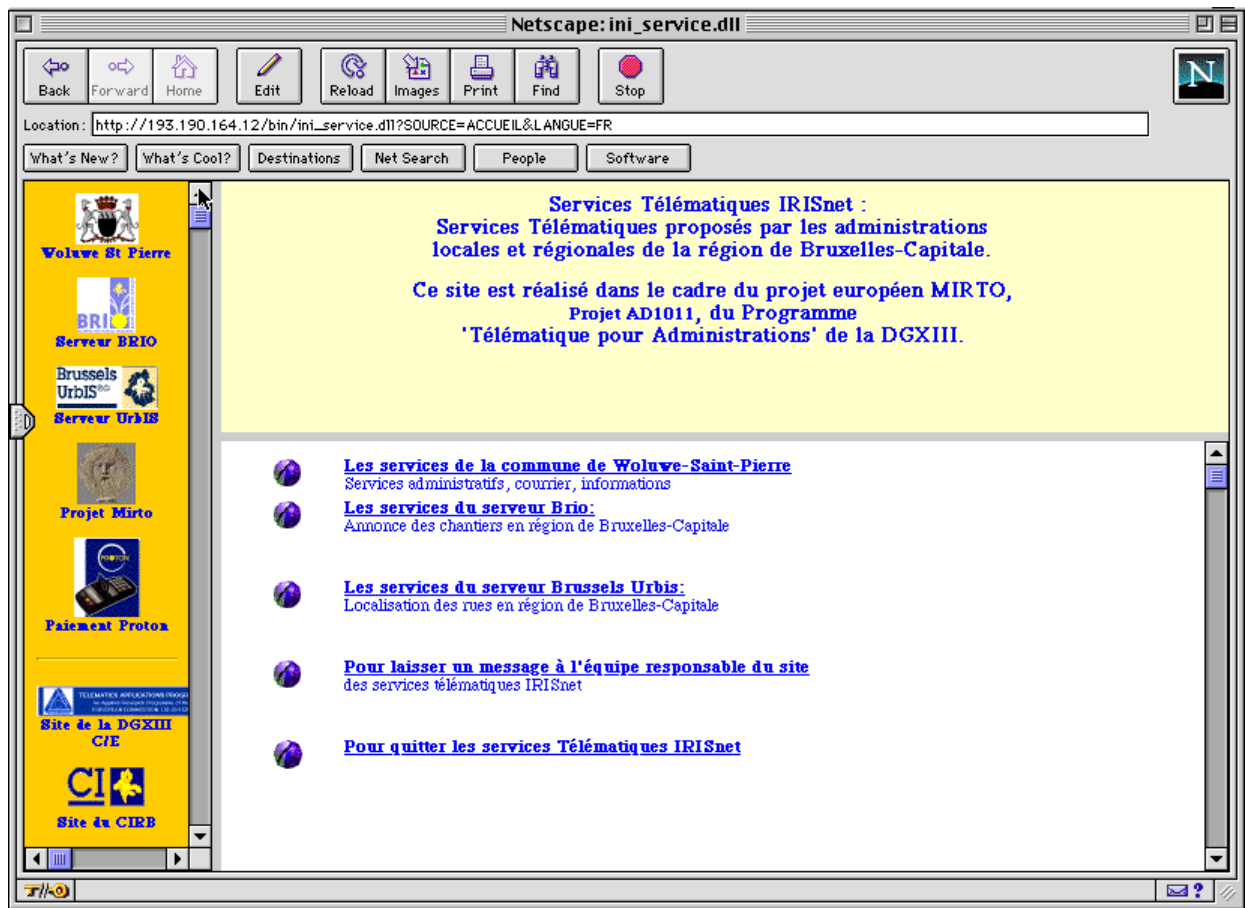 Netscape: ini_service.dll
Back
Forward
Home
Edit
Reload
Images
Print
Find
Stop
N
Location: http://193.190.164.12/bin/ini_service.dll?SOURCE=ACCUEIL&LANGUE=FR
What's New?
What's Cool?
Destinations
Net Search
People
Software
Woluwe St Pierre
BRIO
Serveur BRIO
Brussels
UrbIS
Serveur UrbIS
Projet Mirto
PROTON
Paiement Proton
TELEMATICS APPLICATIONS PROGR
Site de la DGXIII
C/E
CI
Site du CIRB
Services Télématiques IRISnet :
Services Télématiques proposés par les administrations
locales et régionales de la région de Bruxelles-Capitale.
Ce site est réalisé dans le cadre du projet européen MIRTO,
Projet AD1011, du Programme
'Télématique pour Administrations' de la DGXIII.
Les services de la commune de Woluwe-Saint-Pierre
Services administratifs, courrier, informations
Les services du serveur Brio:
Annonce des chantiers en région de Bruxelles-Capitale
Les services du serveur Brussels Urbis:
Localisation des rues en région de Bruxelles-Capitale
Pour laisser un message à l'équipe responsable du site
des services télématiques IRISnet
Pour quitter les services Télématiques IRISnet